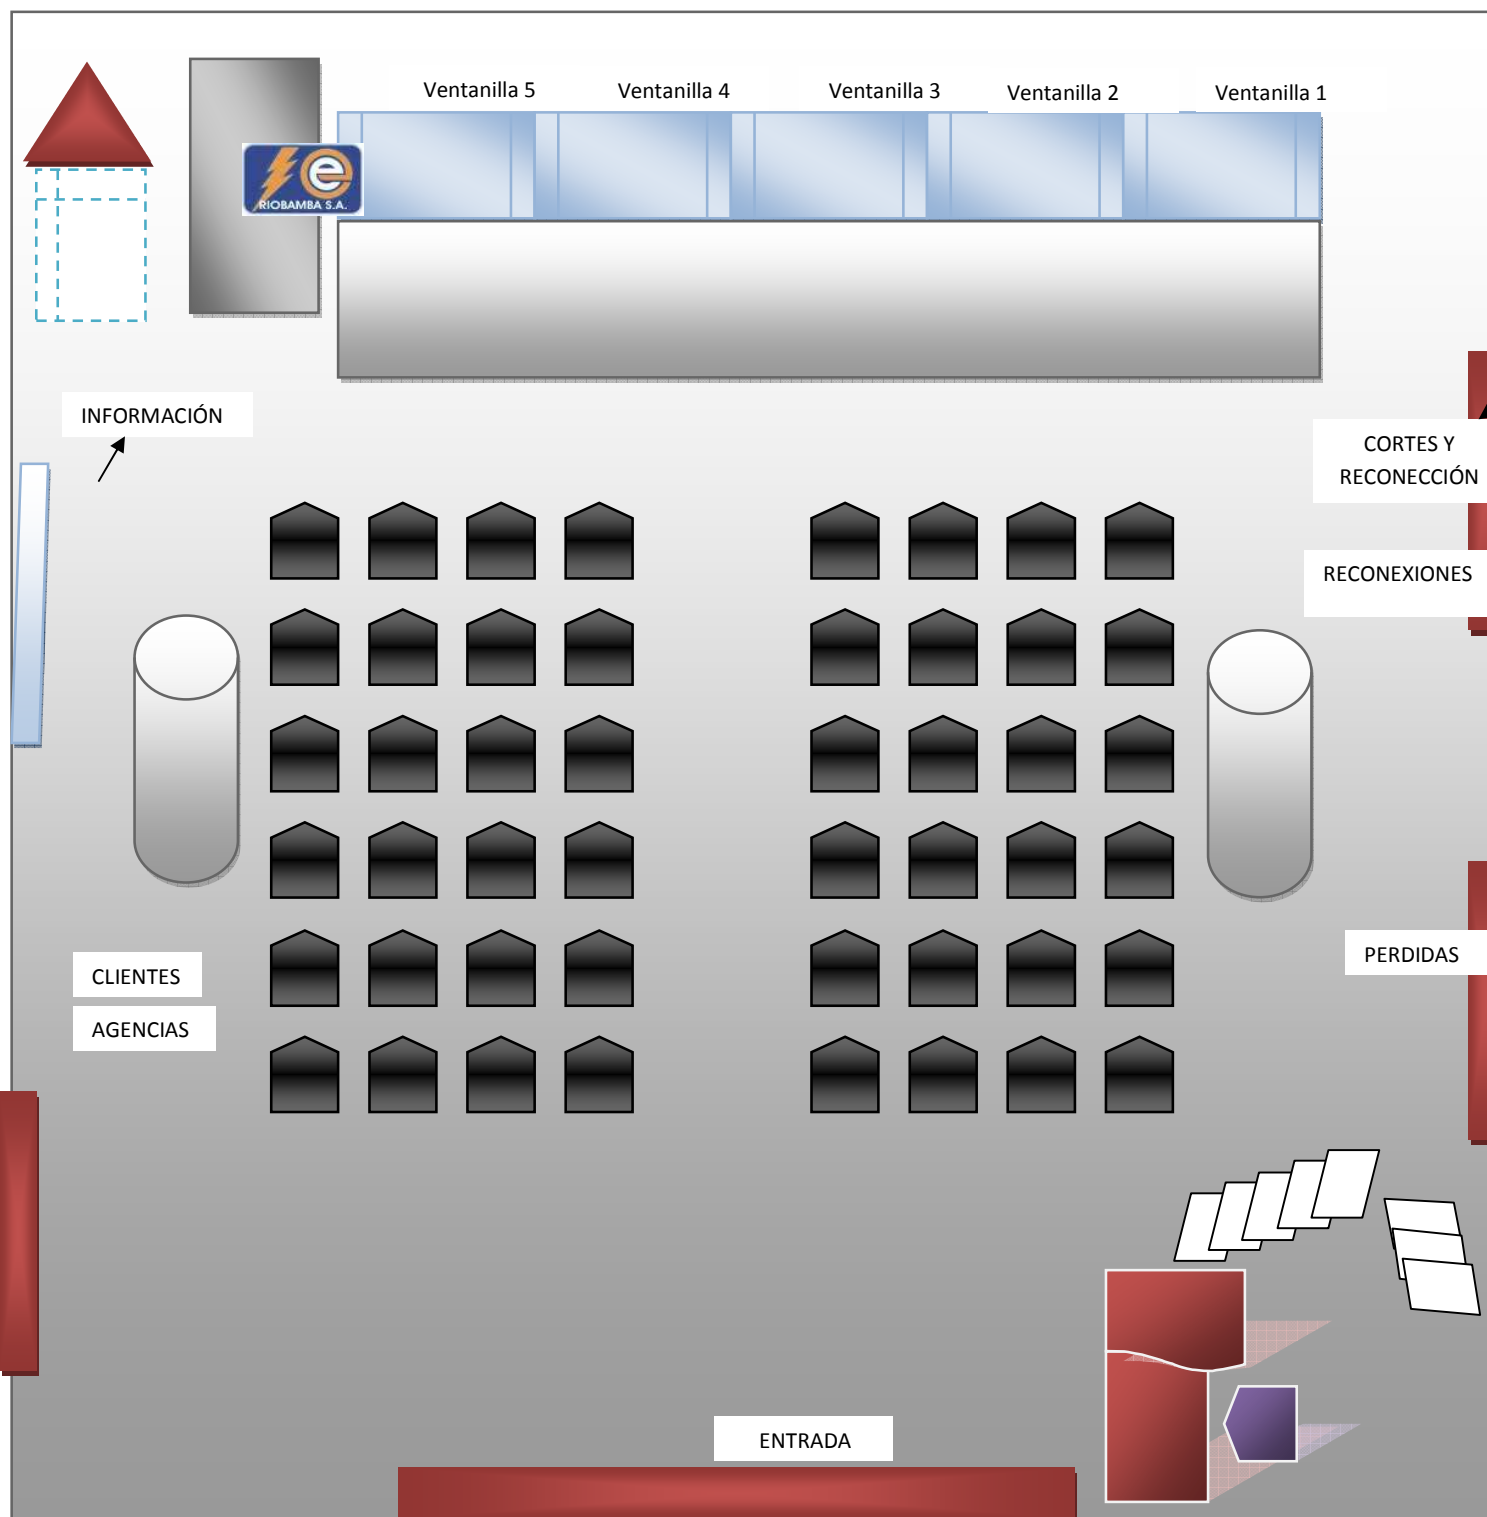 Ventanilla 5
Ventanilla 4
Ventanilla 3
Ventanilla 2
Ventanilla 1
e
RIOBAMBA S.A.
INFORMACIÓN
CORTES Y
RECONECCIÓN
RECONEXIONES
PERDIDAS
CLIENTES
AGENCIAS
ENTRADA